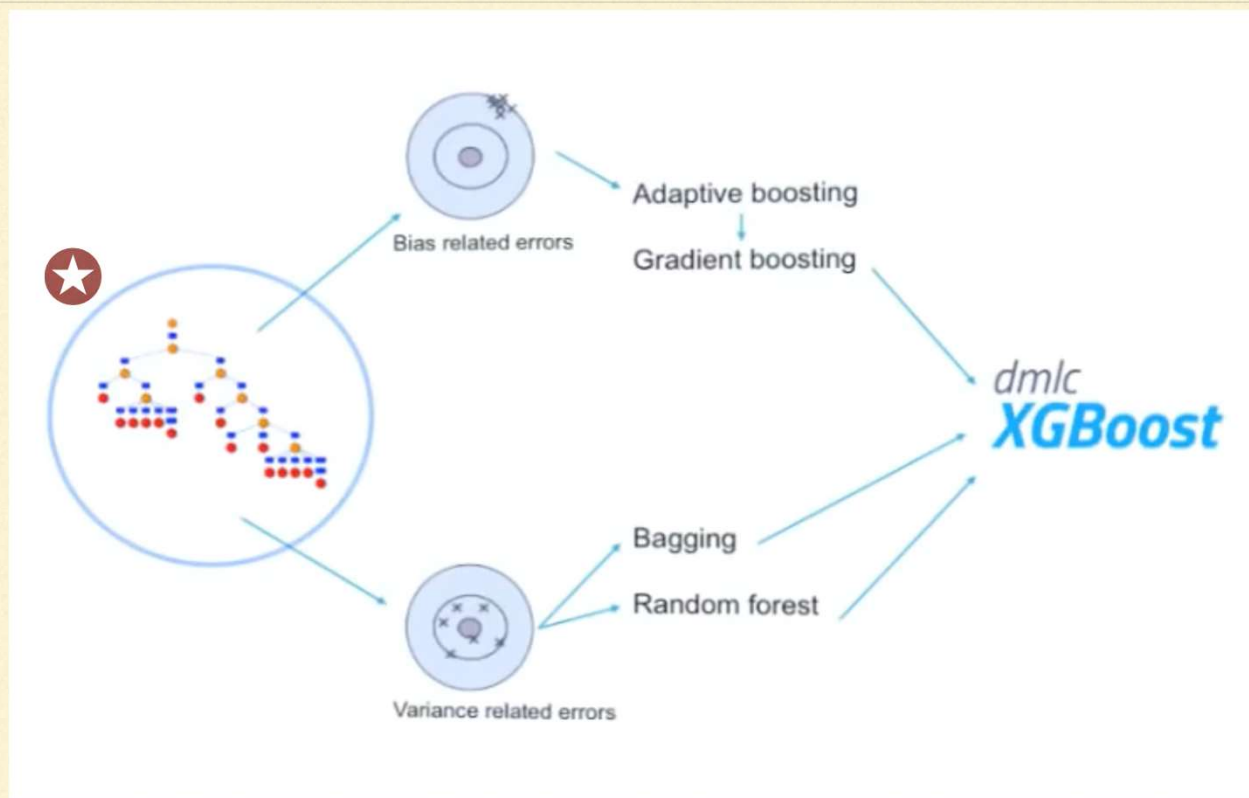 Bias related errors
Adaptive boosting
Gradient boosting
dmlc
XGBoost
Bagging
Random forest
Variance related errors